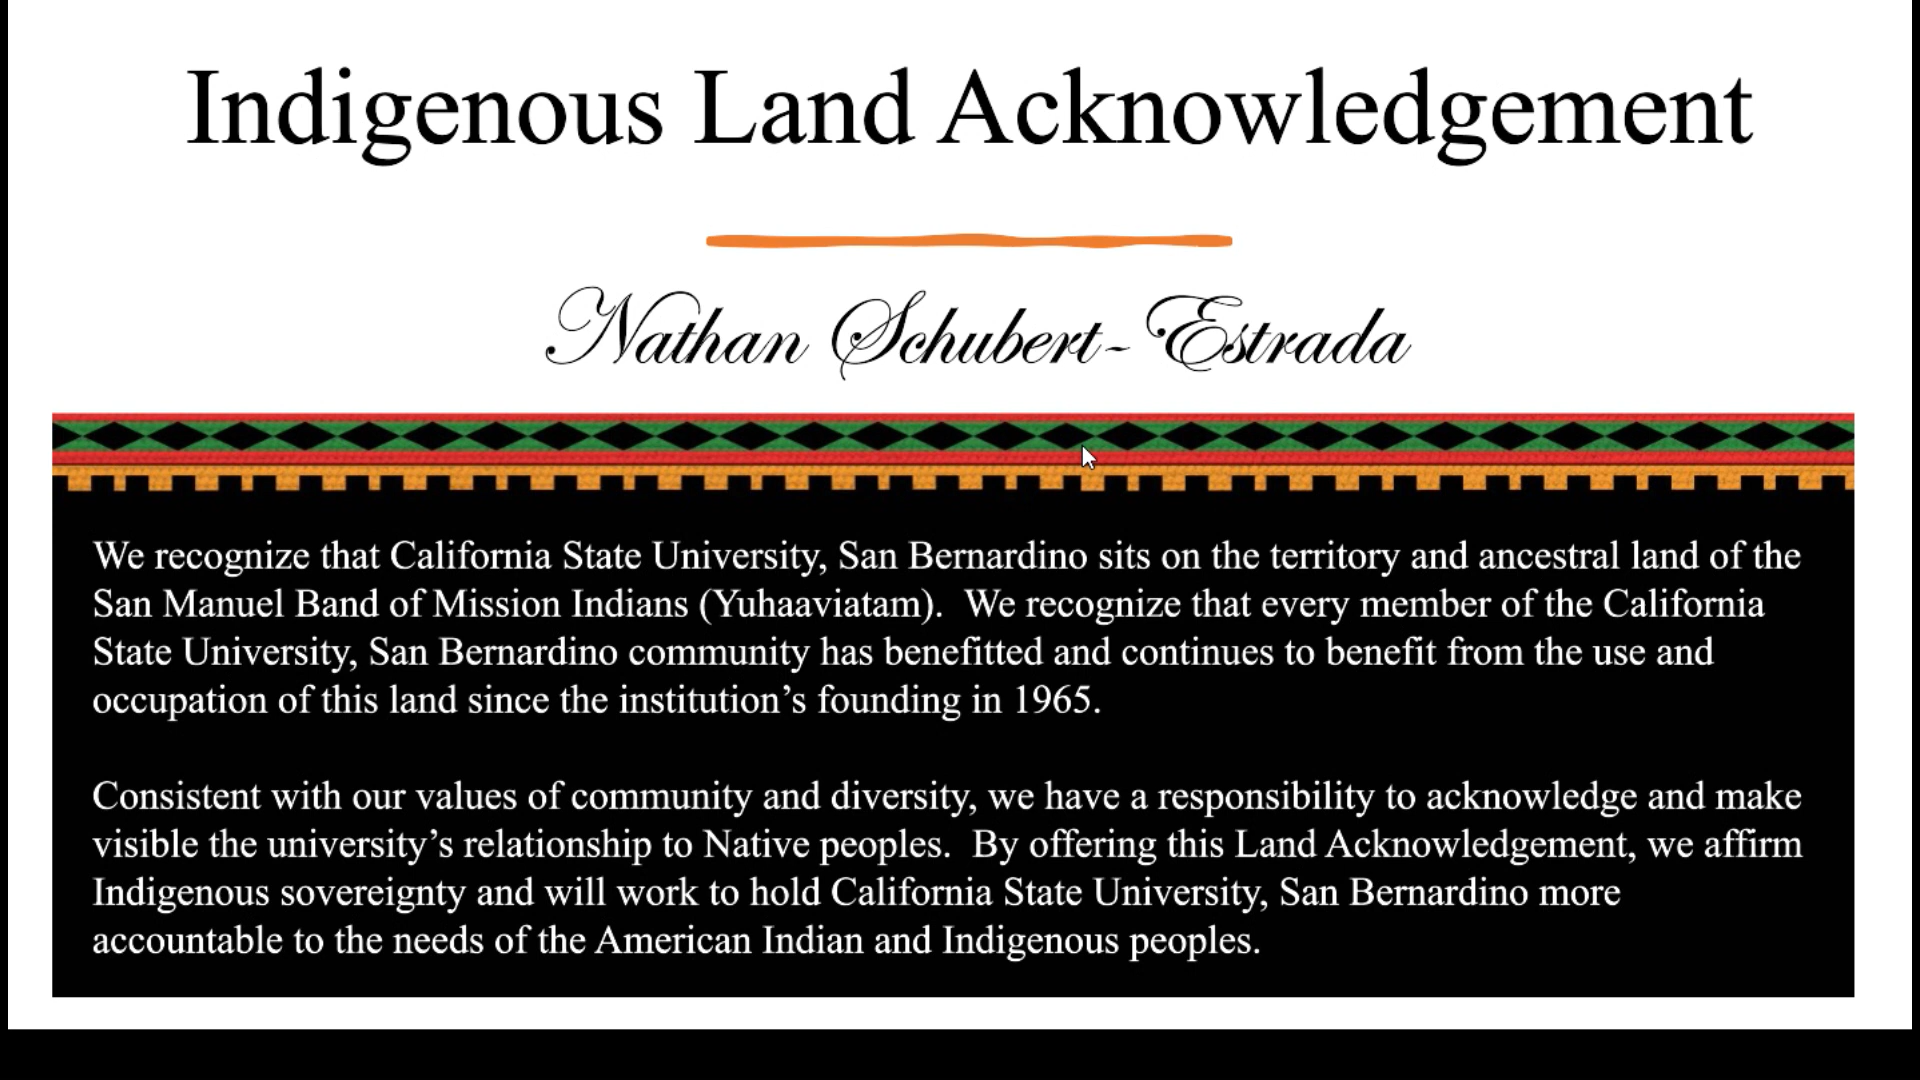 Indigenous Land Acknowledgement
Nathan Schubert-Estrada
We recognize that California State University, San Bernardino sits on the territory and ancestral land of the
San Manuel Band of Mission Indians (Yuhaaviatam).  We recognize that every member of the California
State University, San Bernardino community has benefitted and continues to benefit from the use and
occupation of this land since the institution’s founding in 1965.
Consistent with our values of community and diversity, we have a responsibility to acknowledge and make
visible the university’s relationship to Native peoples.  By offering this Land Acknowledgement, we affirm
Indigenous sovereignty and will work to hold California State University, San Bernardino more
accountable to the needs of the American Indian and Indigenous peoples.